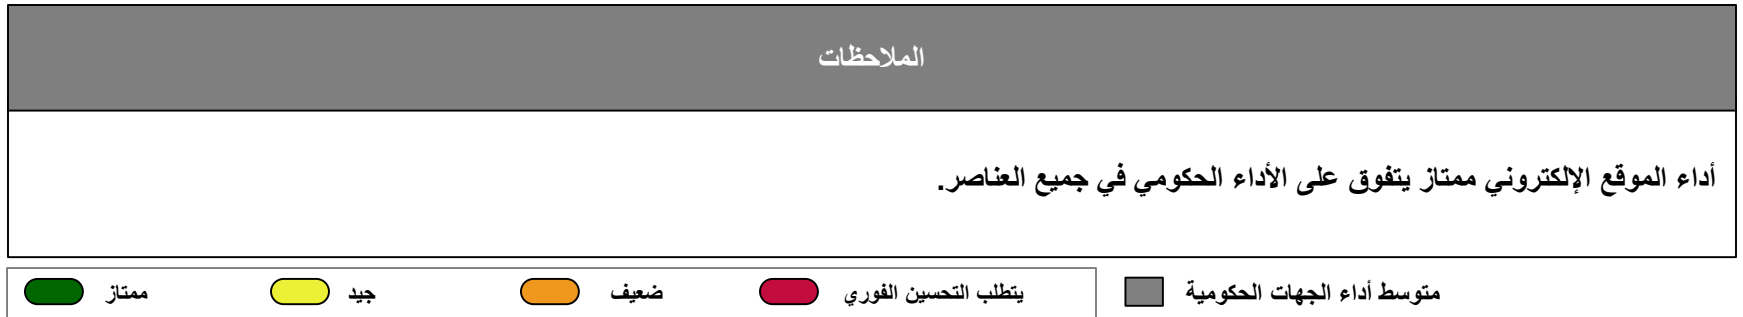 الملاحظات
أداء الموقع الإلكتروني ممتاز يتفوق على الأداء الحكومي في جميع العناصر.
متوسط أداء الجهات الحكومية يتطلب التحسين الفوري ضعيف جيد ممتاز